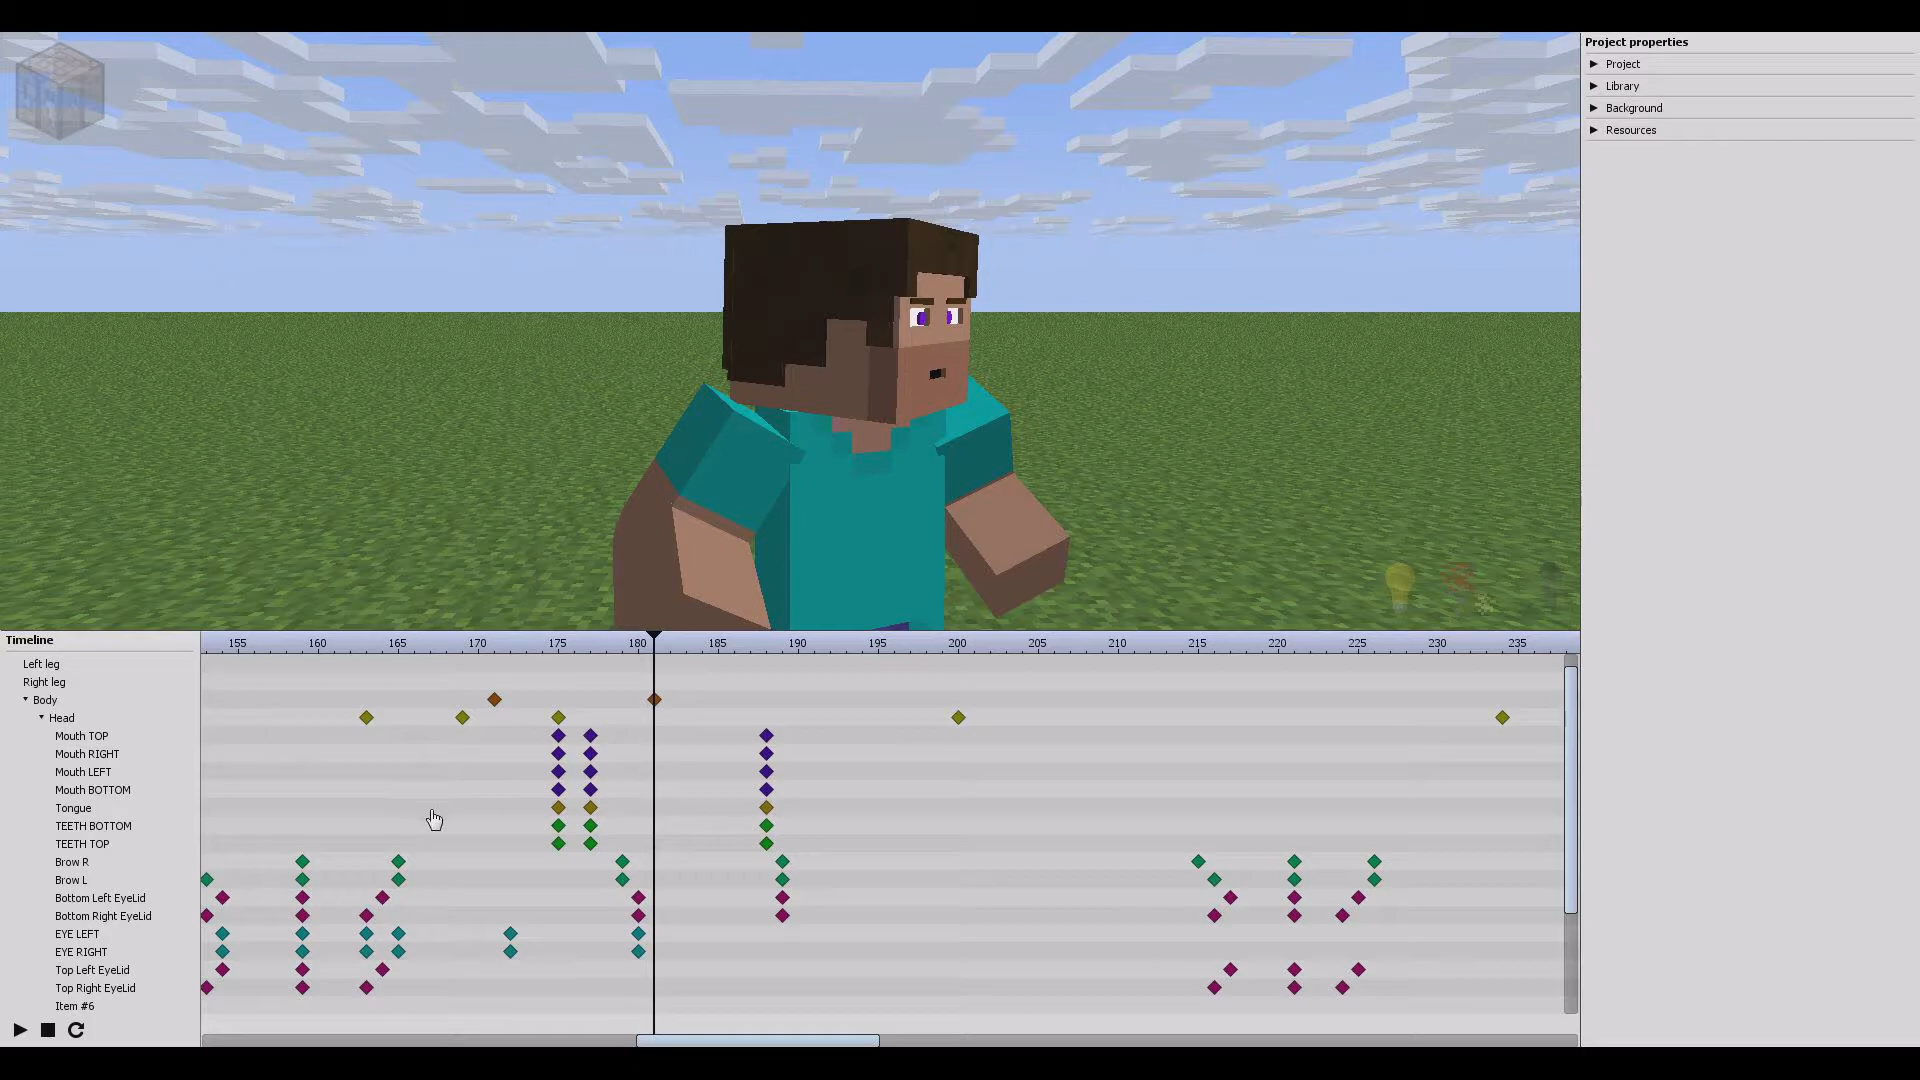 Project properties
Project
Library
Background
Resources
Timeline
155 160 165 170 175 180 185 190 195 200 205 210 215 220 225 230 235
Left leg
Right leg
Body
Head
Mouth TOP
Mouth RIGHT
Mouth LEFT
Mouth BOTTOM
Tongue
TEETH BOTTOM
TEETH TOP
Brow R
Brow L
Bottom Left EyeLid
Bottom Right EyeLid
EYE LEFT
EYE RIGHT
Top Left EyeLid
Top Right EyeLid
Item #6